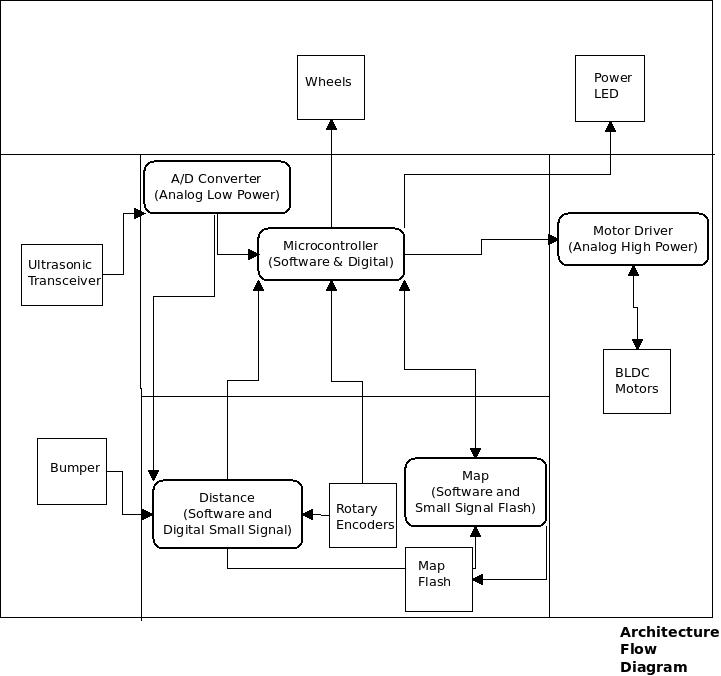 Wheels
Power
LED
A/D Converter
(Analog Low Power)
Microcontroller
(Software & Digital)
Motor Driver
(Analog High Power)
Ultrasonic
Transceiver
BLDC
Motors
Bumper
Distance
(Software and
Digital Small Signal)
Rotary
Encoders
Map
(Software and
Small Signal Flash)
Map
Flash
Architecture
Flow
Diagram